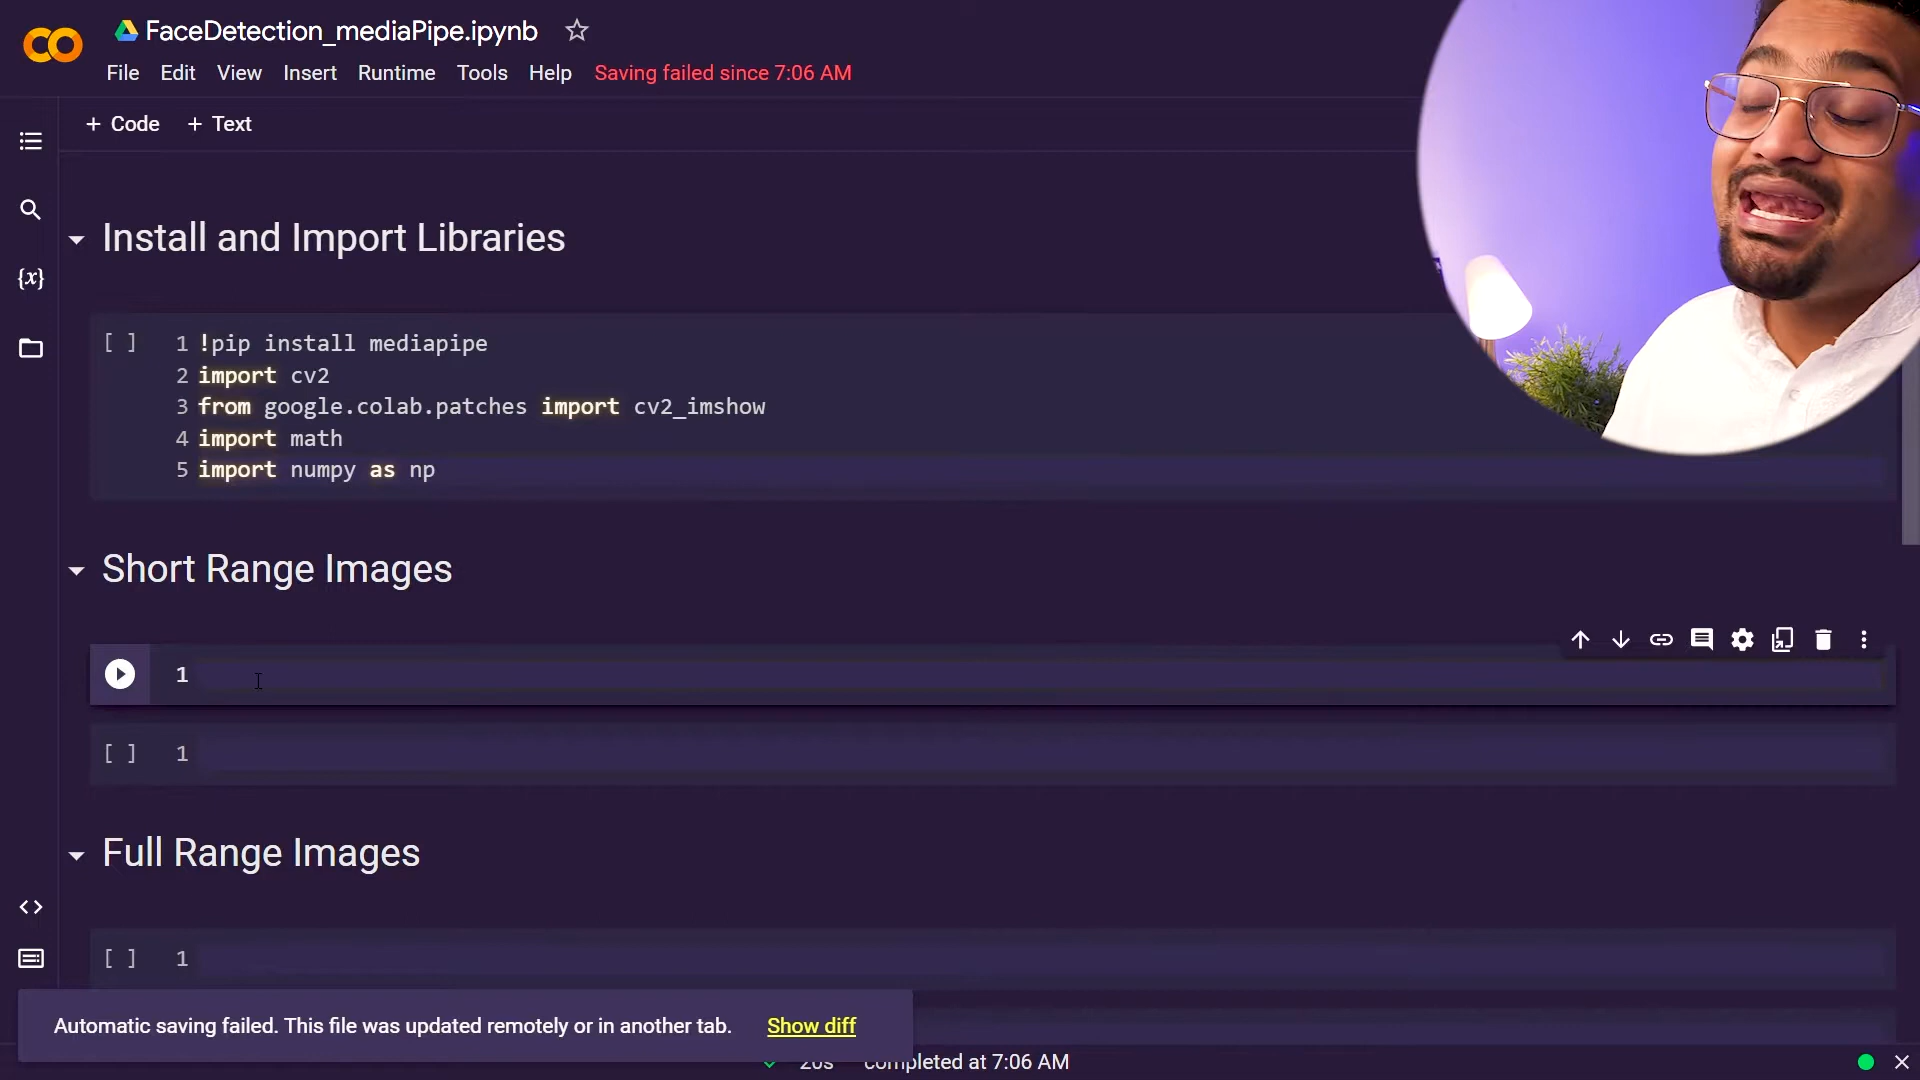 FaceDetection_mediaPipe.ipynb
File Edit View Insert Runtime Tools Help Saving failed since 7:06 AM
+ Code + Text
Install and Import Libraries
[ ] 1 !pip install mediapipe
2 import cv2
3 from google.colab.patches import cv2_imshow
4 import math
5 import numpy as np
Short Range Images
1
[ ] 1
Full Range Images
[ ] 1
Automatic saving failed. This file was updated remotely or in another tab. Show diff
completed at 7:06 AM